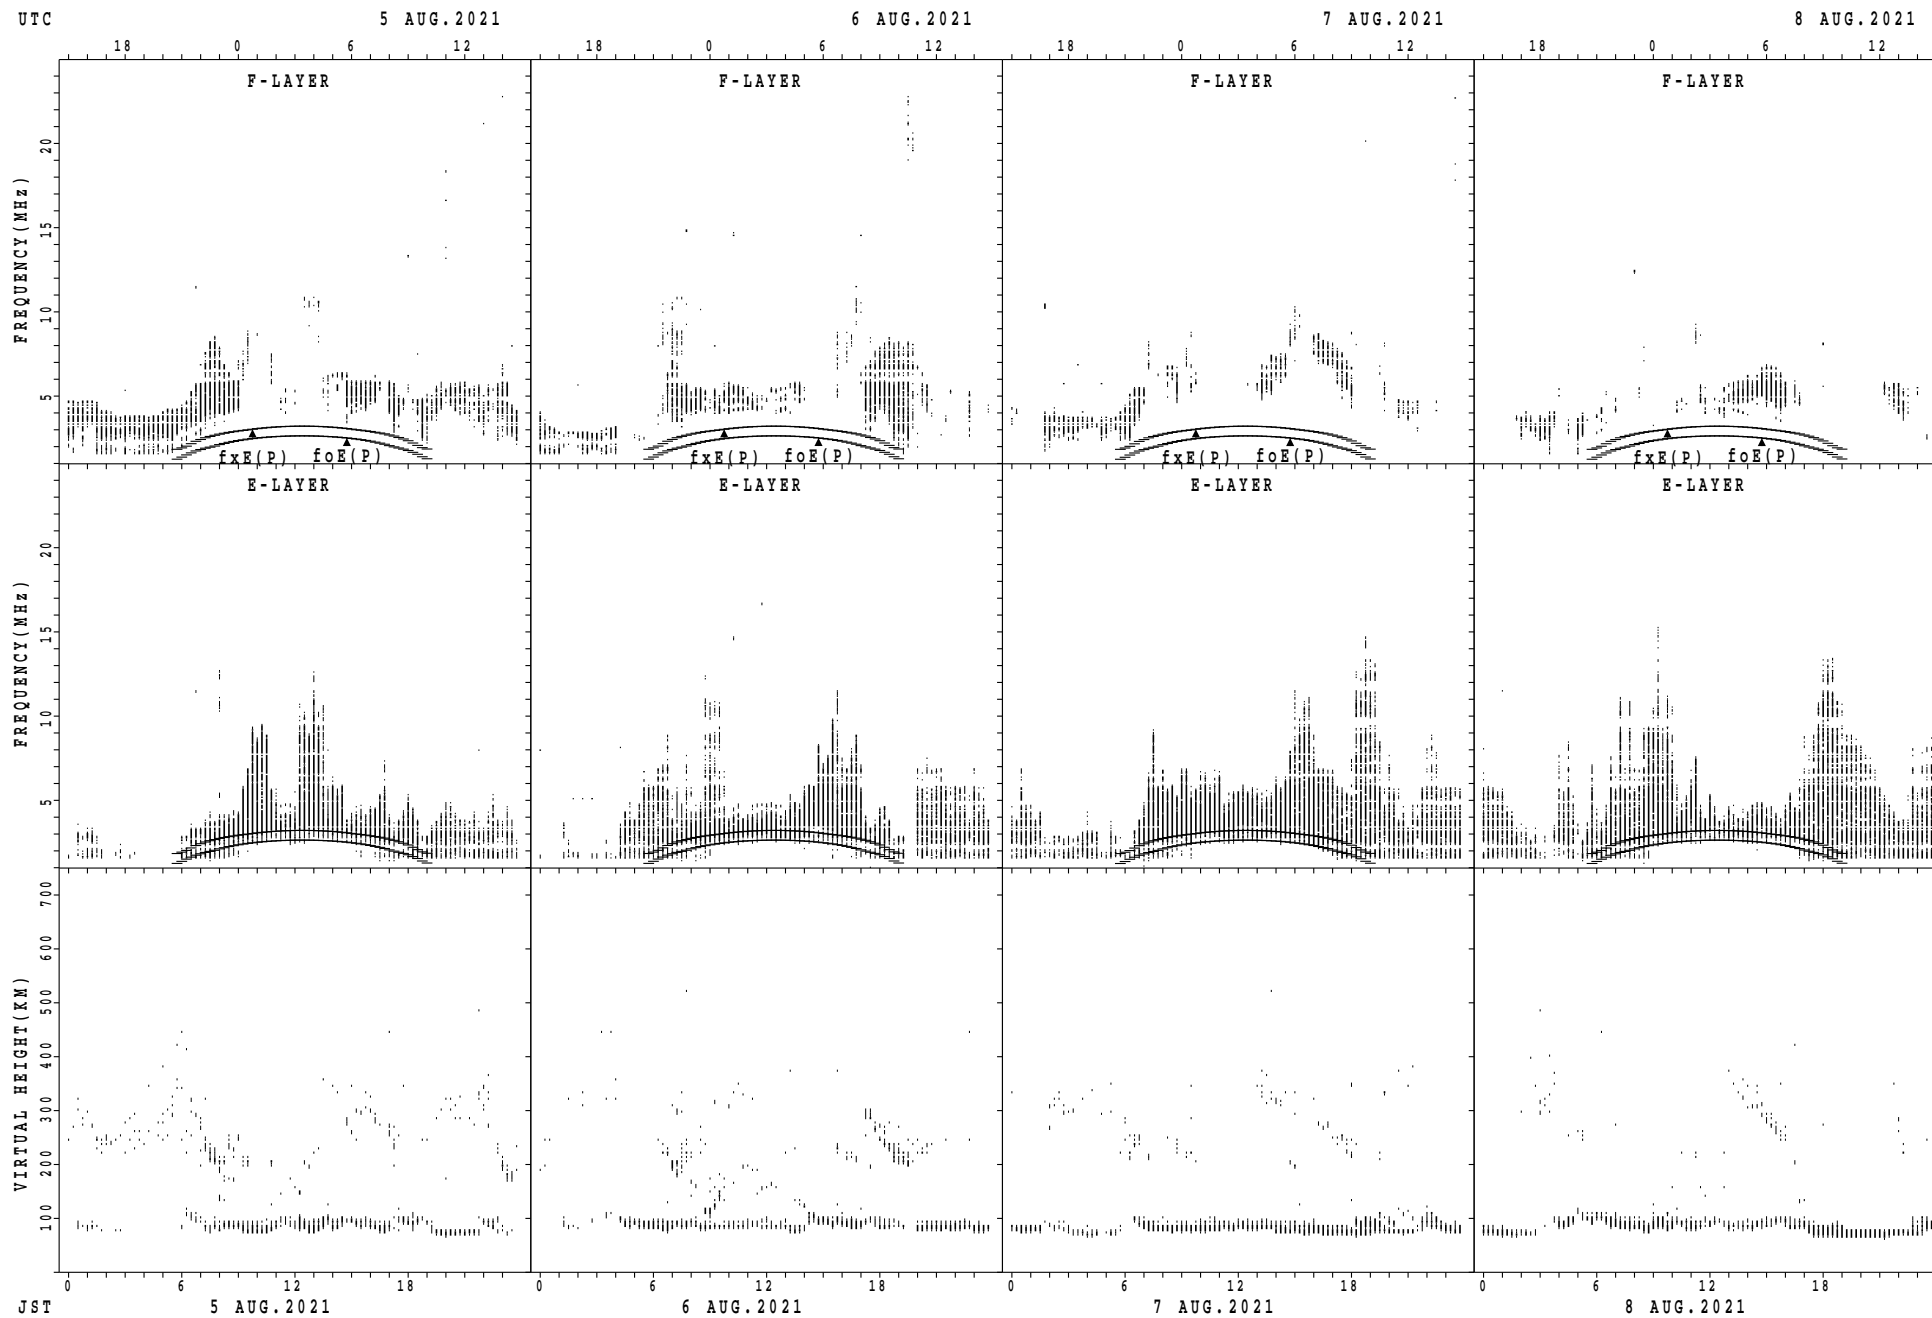 UTC 5 AUG.2021 6 AUG.2021 7 AUG.2021 8 AUG.2021
18 0 6 12 18 0 6 12 18 0 6 12 18 0 6 12
F-LAYER F-LAYER F-LAYER F-LAYER
FREQUENCY(MHz)
20
15
10
5
fxE(P) foE(P) fxE(P) foE(P) fxE(P) foE(P) fxE(P) foE(P)
E-LAYER E-LAYER E-LAYER E-LAYER
FREQUENCY(MHz)
20
15
10
5
VIRTUAL HEIGHT(KM)
700
600
500
400
300
200
100
0 6 12 18 0 6 12 18 0 6 12 18 0 6 12 18
JST 5 AUG.2021 6 AUG.2021 7 AUG.2021 8 AUG.2021